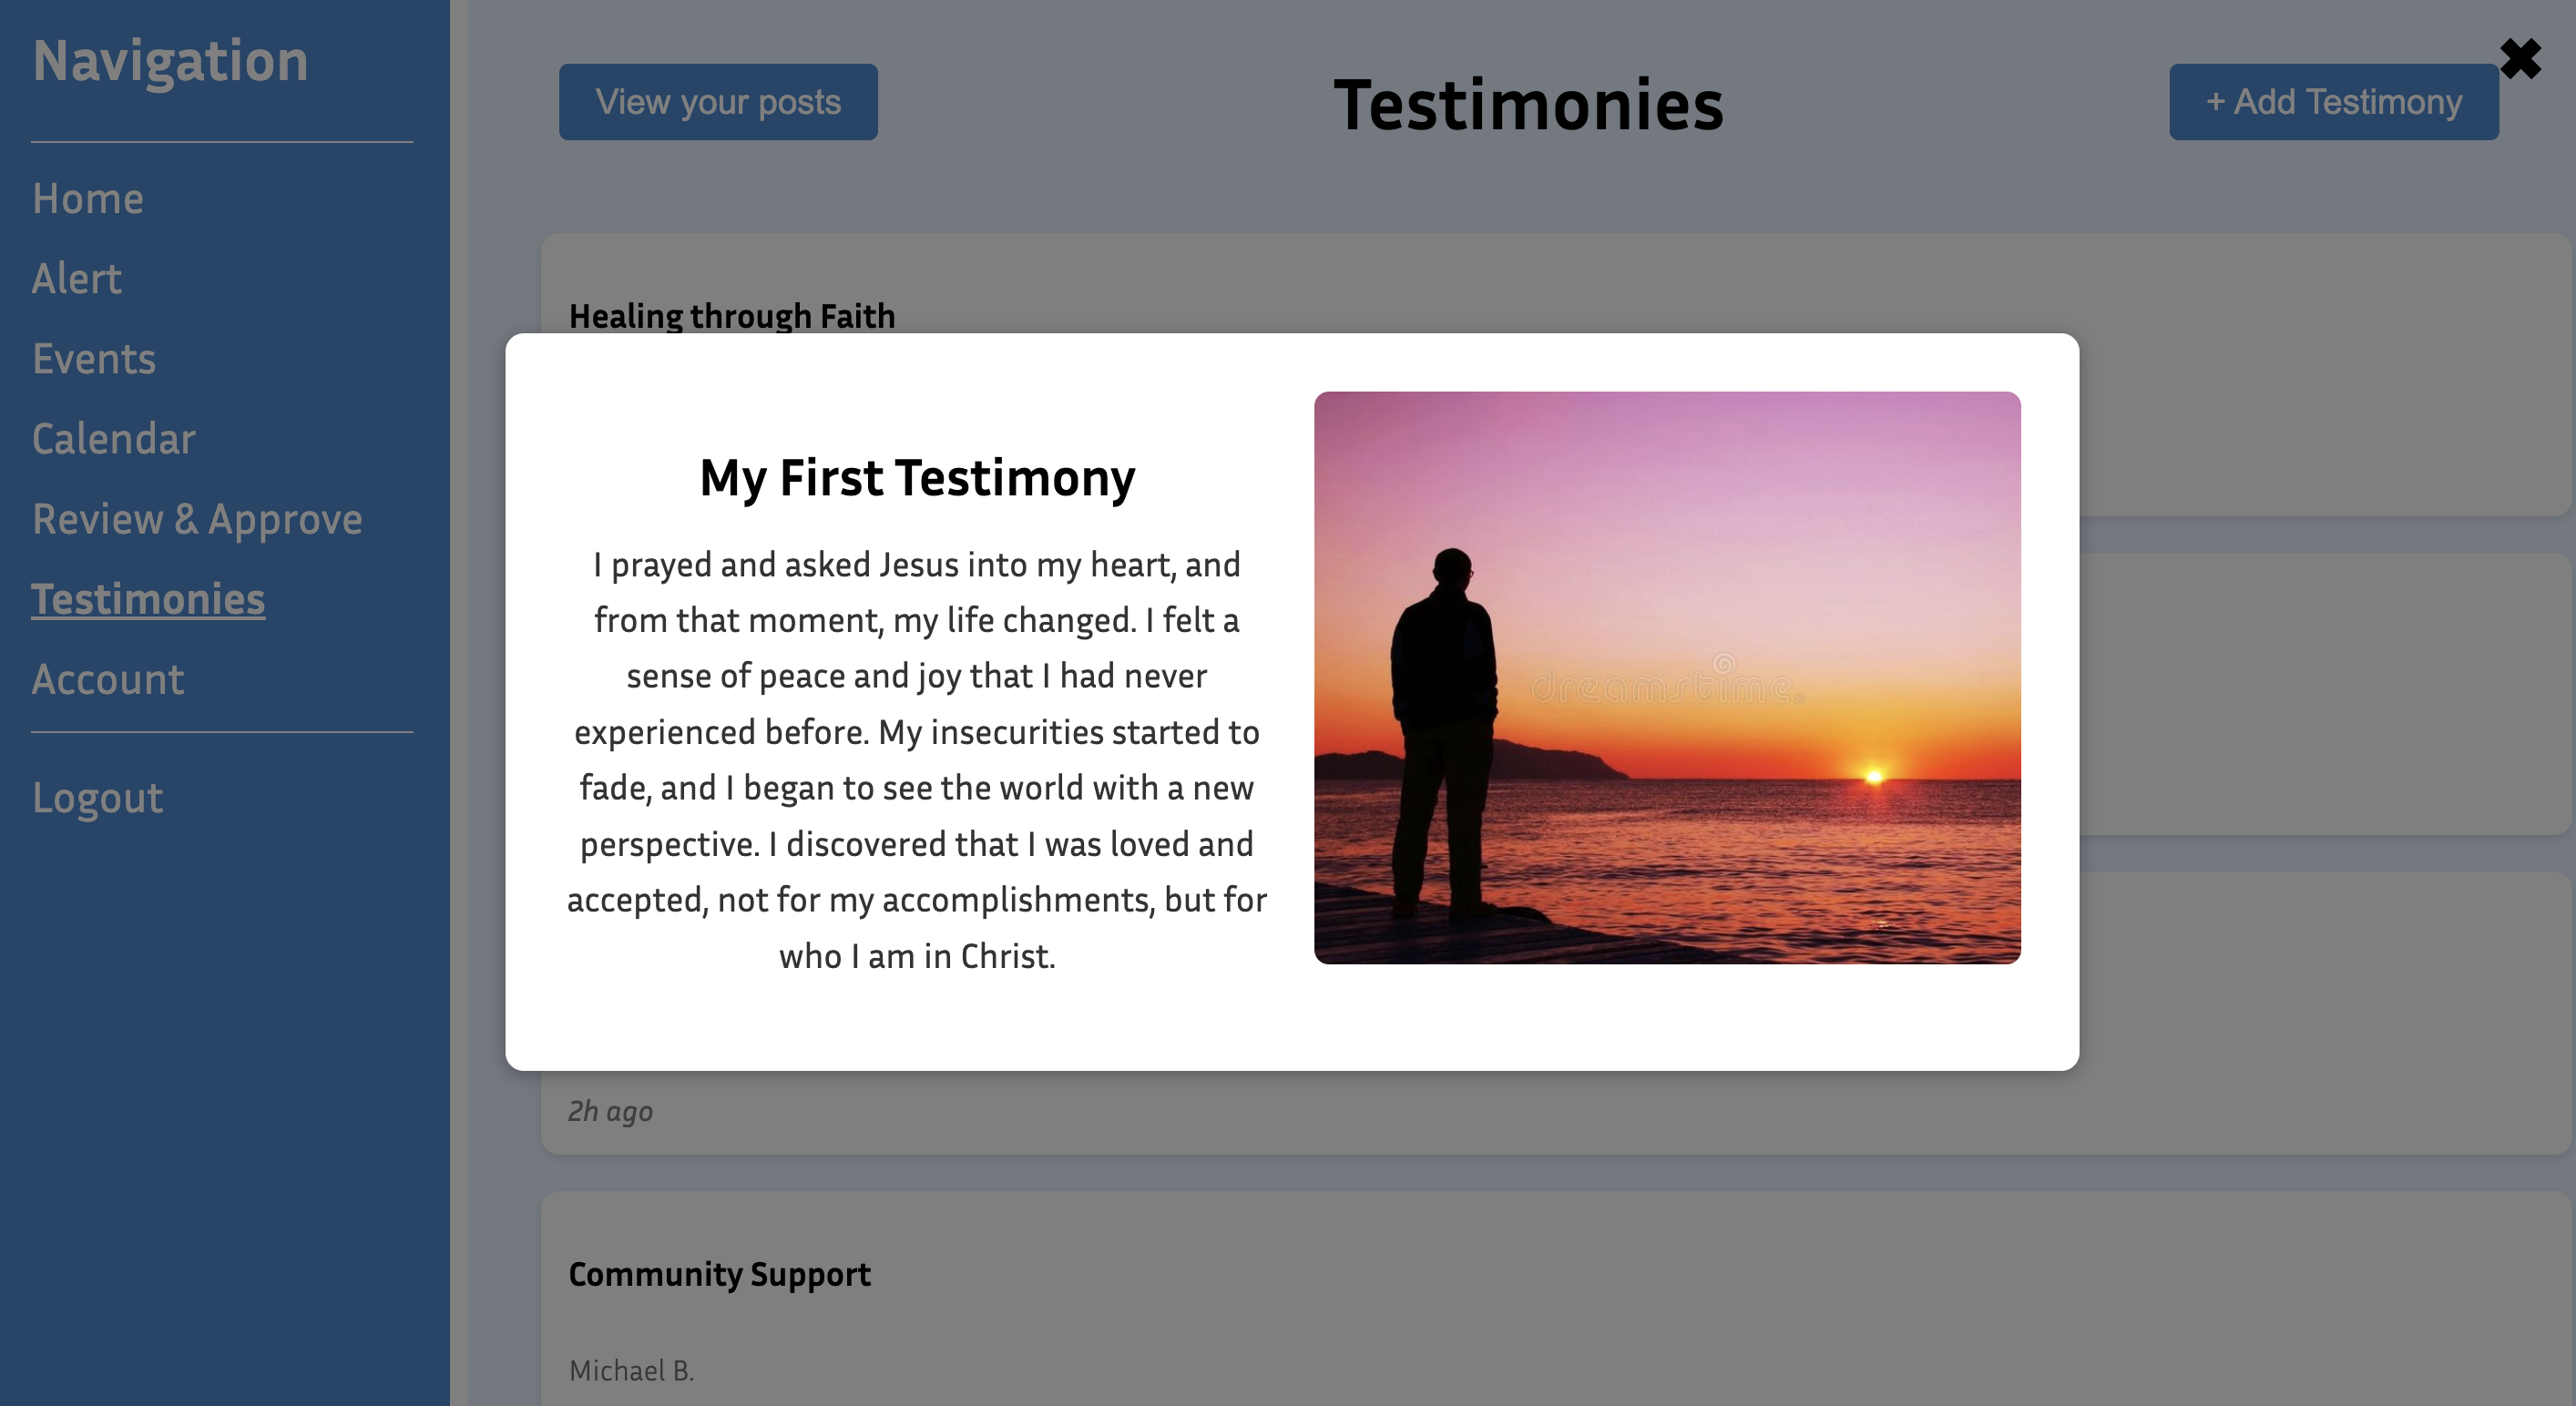 Navigation
Home
Alert
Events
Calendar
Review & Approve
Testimonies
Account
Logout
View your posts
Testimonies
+ Add Testimony
✖
Healing through Faith
My First Testimony
I prayed and asked Jesus into my heart, and
from that moment, my life changed. I felt a
sense of peace and joy that I had never
experienced before. My insecurities started to
fade, and I began to see the world with a new
perspective. I discovered that I was loved and
accepted, not for my accomplishments, but for
who I am in Christ.
dreamstime.
2h ago
Community Support
Michael B.